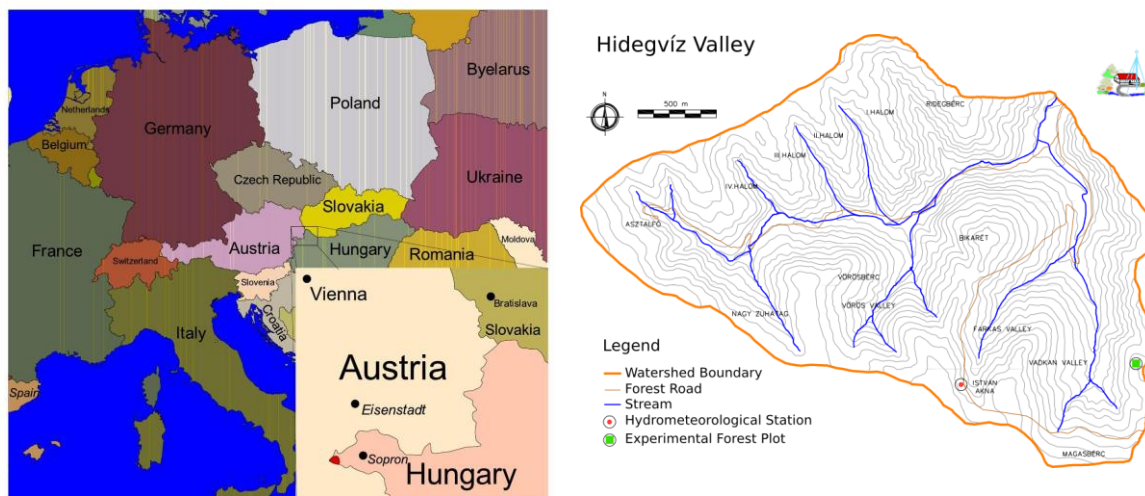 Byelarus
Netherlands
Poland
Germany
Belgium
Czech Republic
Ukraine
Slovakia
France
Moldova
Austria
Hungary
Romania
Switzerland
Slovenia
Croatia
Italy
Spain
Vienna
Bratislava
Slovakia
Austria
Eisenstadt
Sopron
Hungary
Hidegvíz Valley
N
500 m
I.HALOM
RIDEGBÉRC
II.HALOM
III.HALOM
IV.HALOM
ASZTALFŐ
BIKARÉT
VÖRÖSBÉRC
VÖRÖS VALLEY
NAGY ZUHATAG
FARKAS VALLEY
VADKAN VALLEY
ISTVÁN
AKNA
MAGASBÉRC
Legend
Watershed Boundary
Forest Road
Stream
Hydrometeorological Station
Experimental Forest Plot